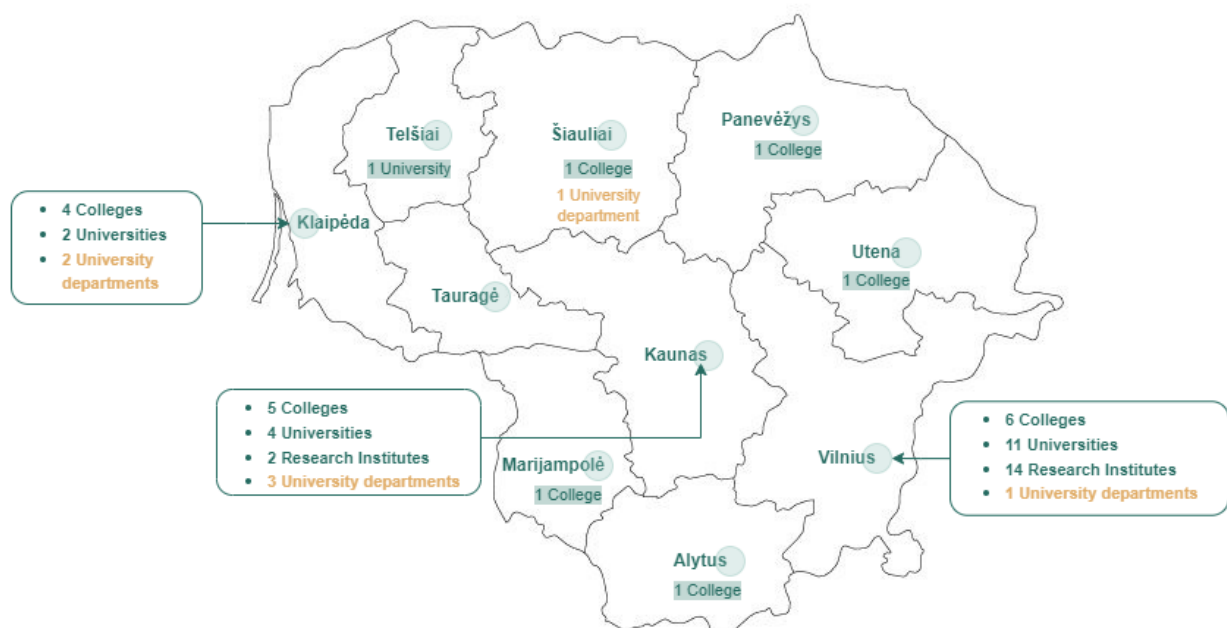 Telšiai
1 University
Šiauliai
1 College
1 University
department
Panevėžys
1 College
• 4 Colleges
• 2 Universities
• 2 University
departments
Klaipėda
Utena
1 College
Tauragė
Kaunas
• 5 Colleges
• 4 Universities
• 2 Research Institutes
• 3 University departments
Marijampolė
1 College
Vilnius
• 6 Colleges
• 11 Universities
• 14 Research Institutes
• 1 University departments
Alytus
1 College